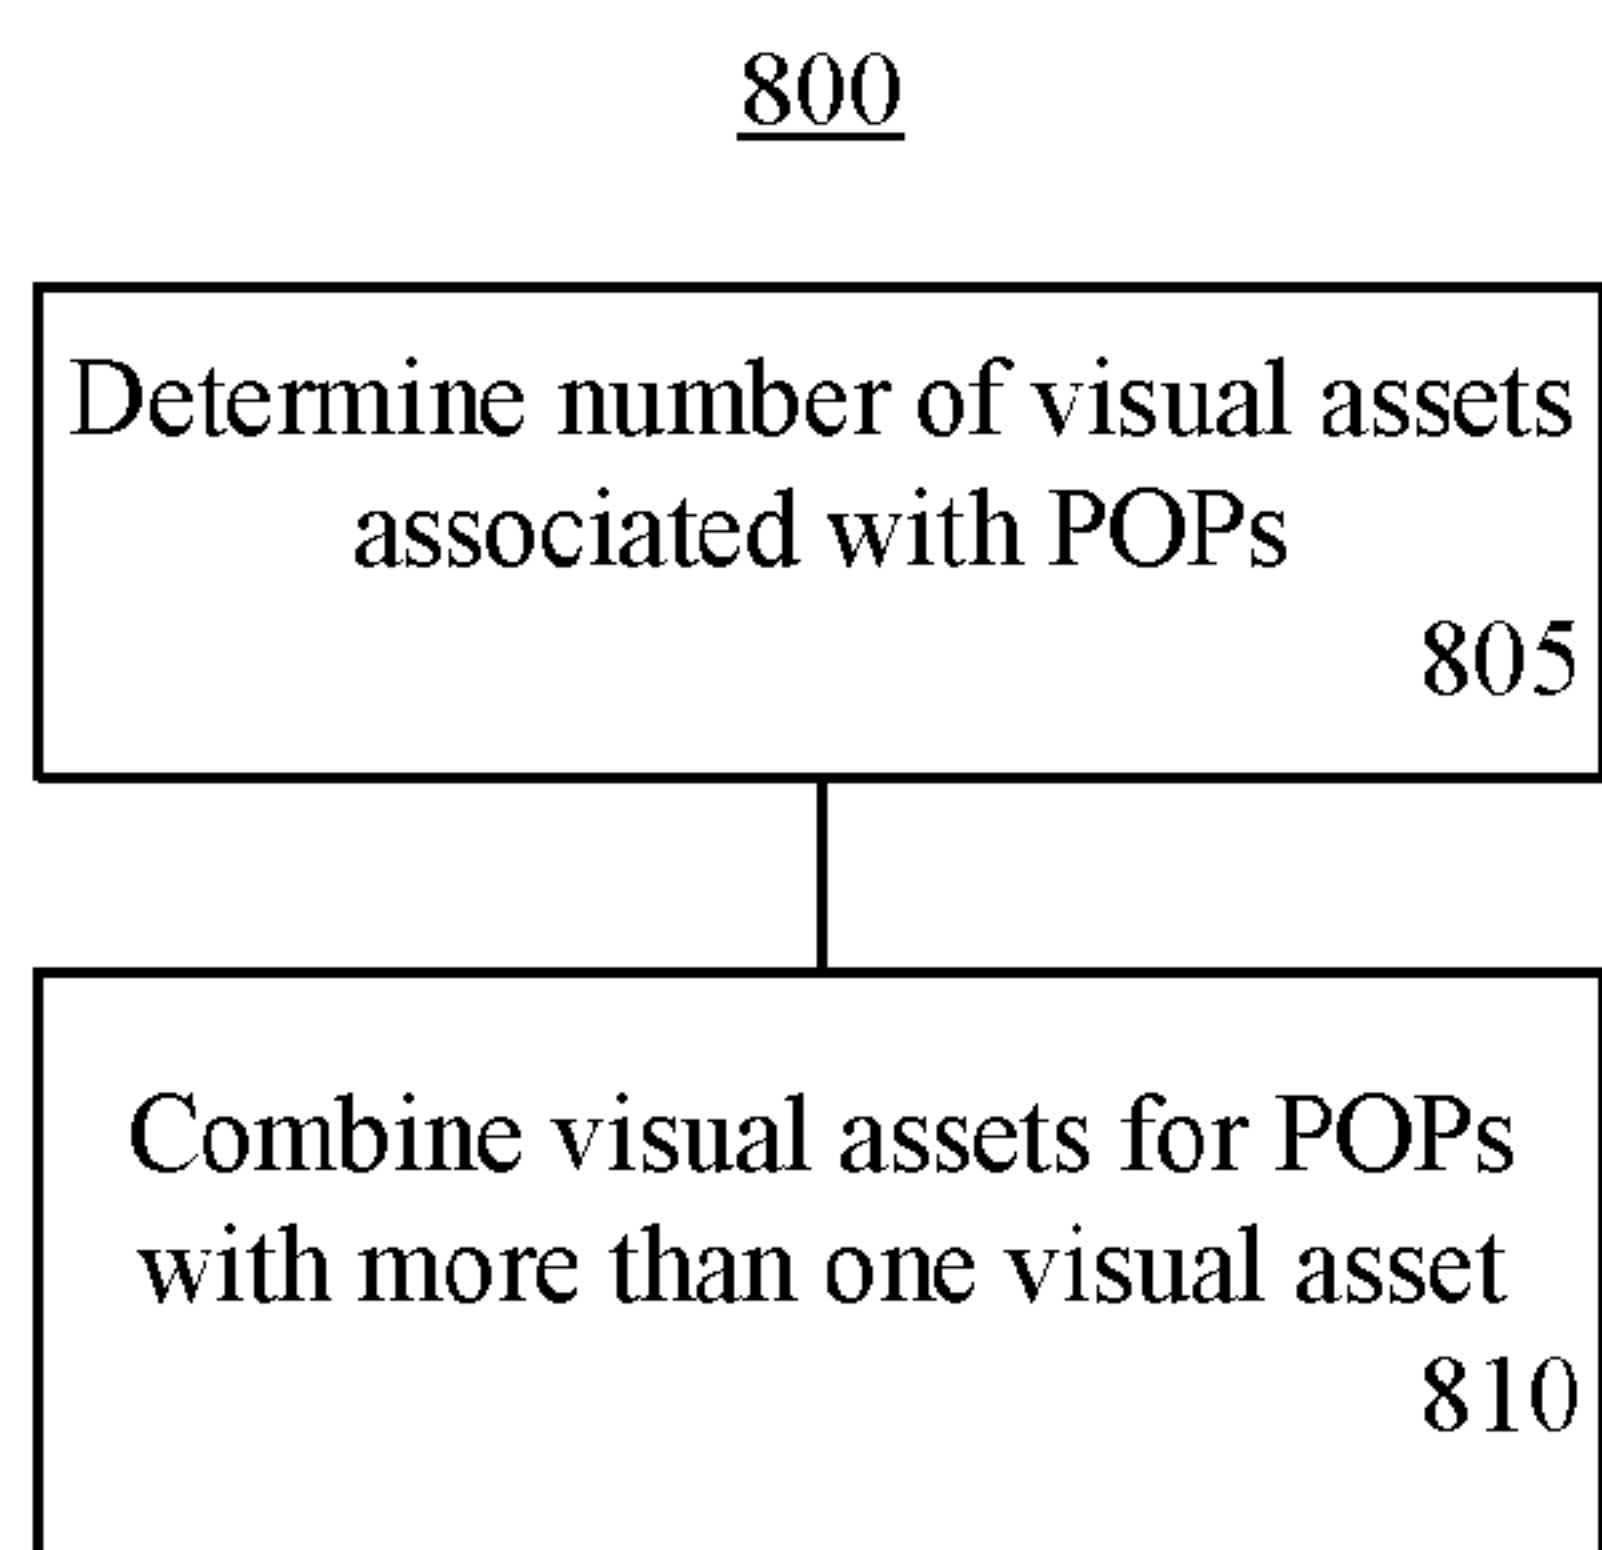 800
Determine number of visual assets
associated with POPs
805
Combine visual assets for POPs
with more than one visual asset
810